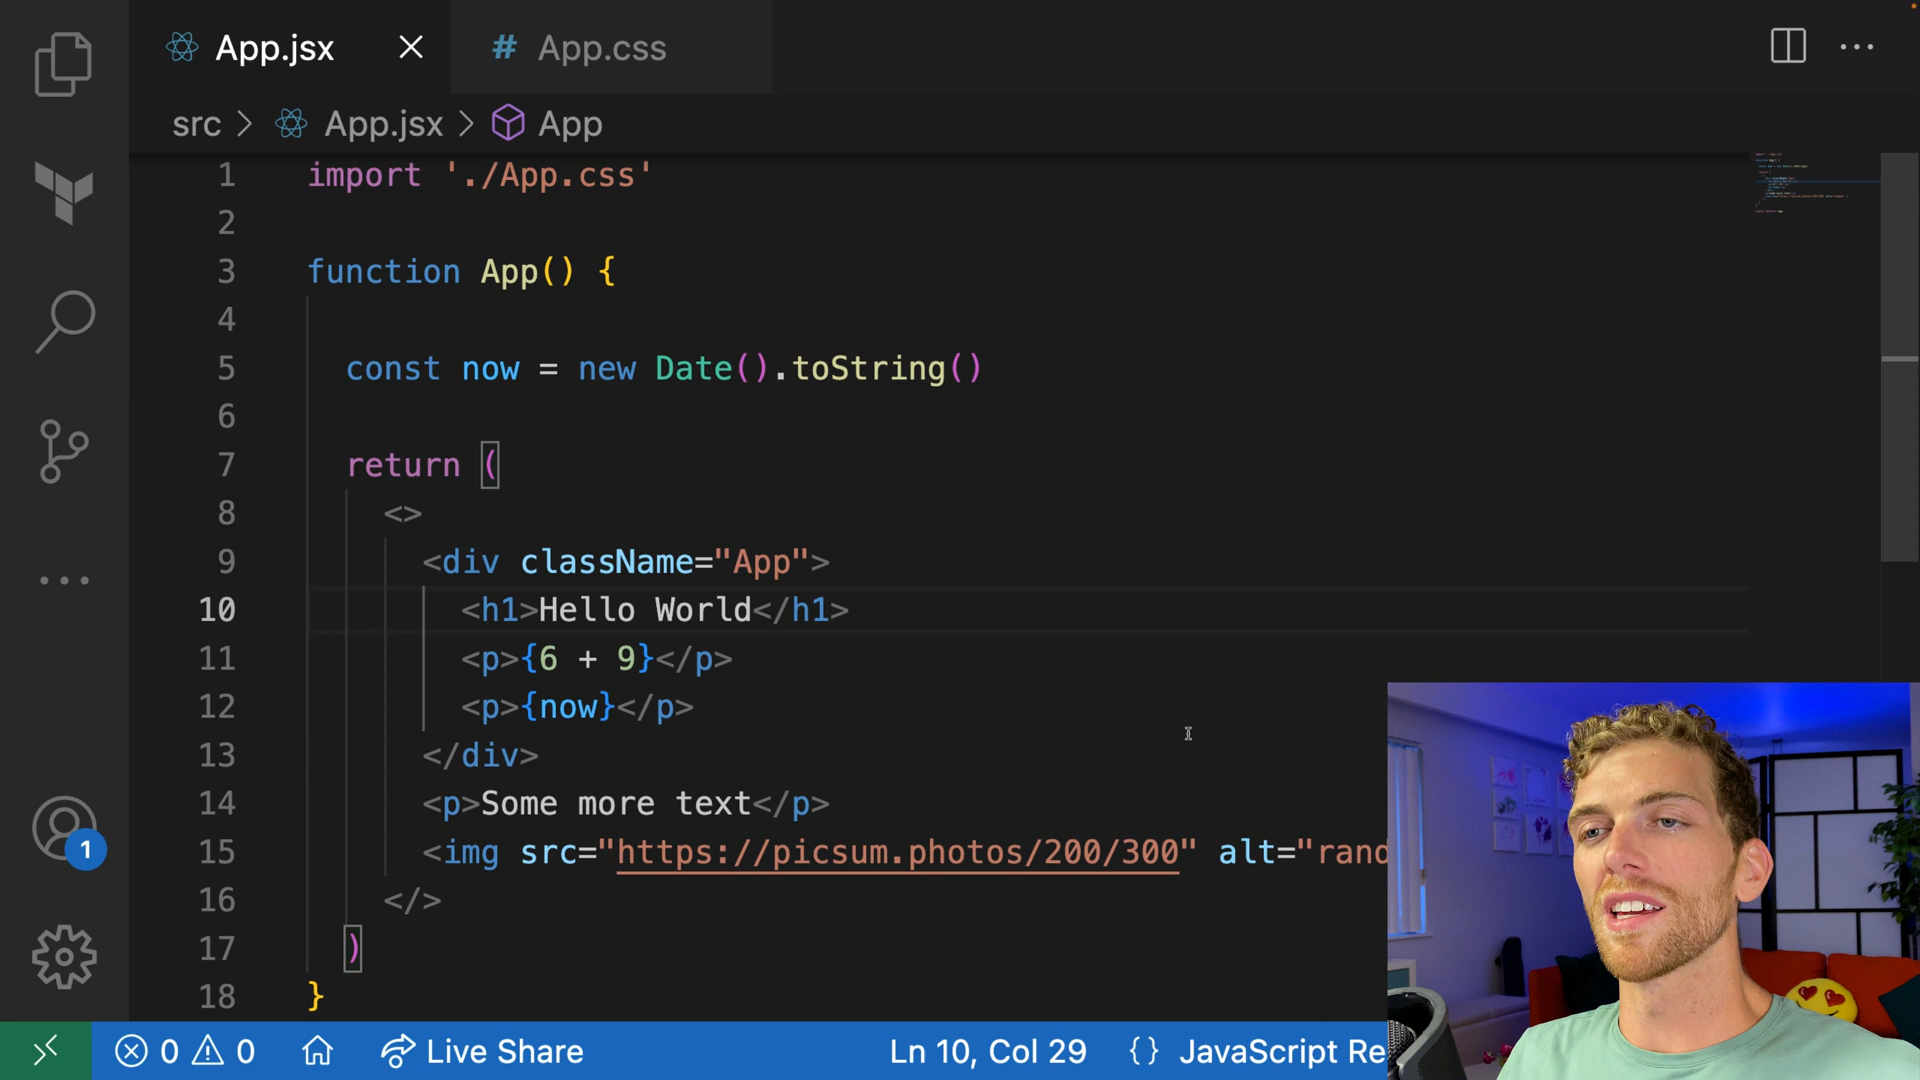 App.jsx
# App.css
src > App.jsx > App
1 import './App.css'
2
3 function App() {
4
5 const now = new Date().toString()
6
7 return (
8 <>
9 <div className="App">
10 <h1>Hello World</h1>
11 <p>{6 + 9}</p>
12 <p>{now}</p>
13 </div>
14 <p>Some more text</p>
15 <img src="https://picsum.photos/200/300" alt="rand
16 </>
17 )
18 }
1
0 0 Live Share Ln 10, Col 29 {} JavaScript Re